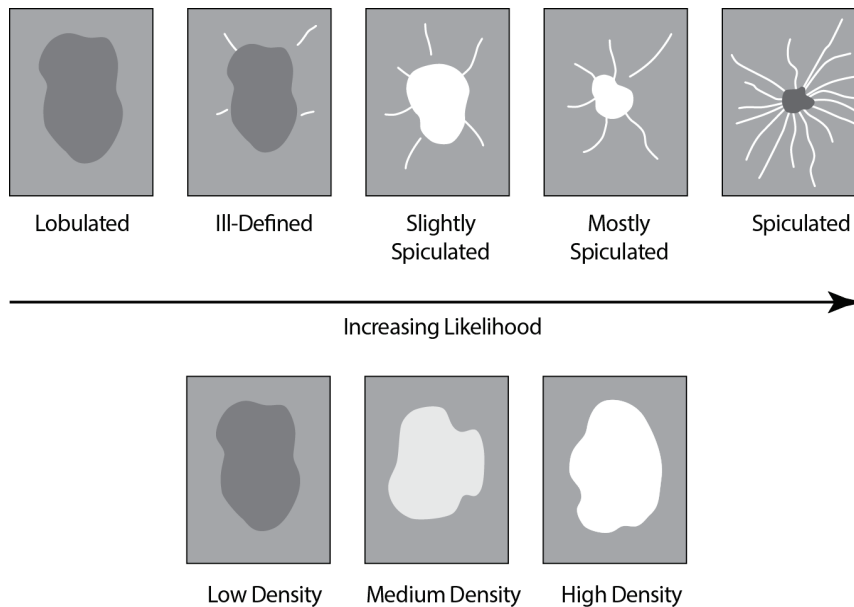 Lobulated
Ill-Defined
Slightly
Spiculated
Mostly
Spiculated
Spiculated
Increasing Likelihood
Low Density
Medium Density
High Density